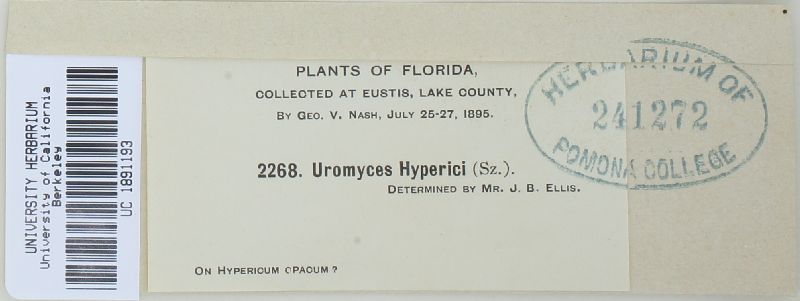 UNIVERSITY HERBARIUM
University of California
Berkeley
UC 1891193
PLANTS OF FLORIDA,
COLLECTED AT EUSTIS, LAKE COUNTY,
BY GEO. V. NASH, JULY 25-27, 1895.
2268. Uromyces Hyperici (Sz.).
DETERMINED BY MR. J. B. ELLIS.
ON HYPERICUM OPACUM?
HERBARIUM OF
241272
POMONA COLLEGE